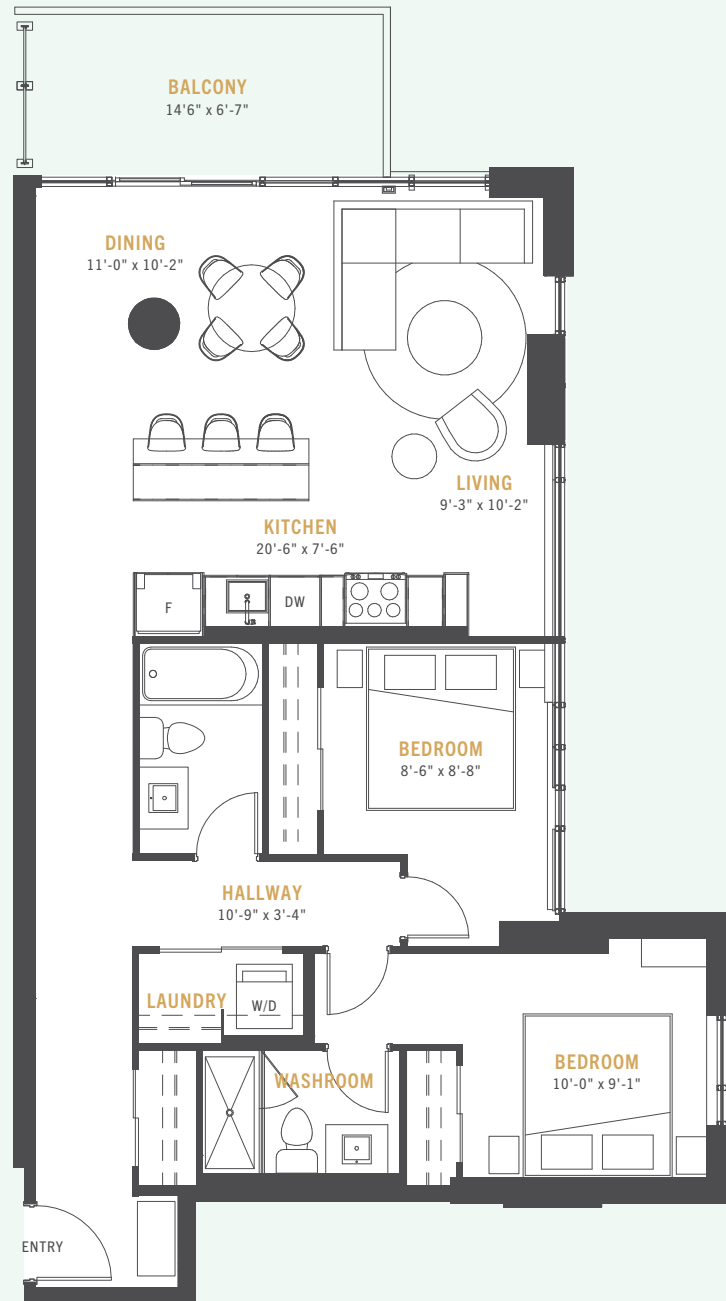 BALCONY
14'6" x 6'-7"
DINING
11'-0" x 10'-2"
LIVING
9'-3" x 10'-2"
KITCHEN
20'-6" x 7'-6"
F
DW
BEDROOM
8'-6" x 8'-8"
HALLWAY
10'-9" x 3'-4"
LAUNDRY
W/D
WASHROOM
BEDROOM
10'-0" x 9'-1"
ENTRY